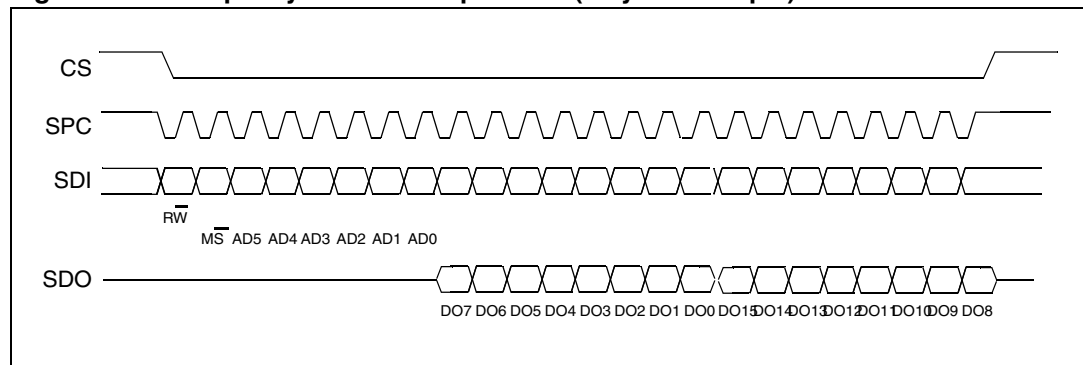 CS
SPC
SDI
RW
MS AD5 AD4 AD3 AD2 AD1 AD0
SDO
DO7 DO6 DO5 DO4 DO3 DO2 DO1 DO0 DO15 DO14 DO13 DO12 DO11 DO10 DO9 DO8